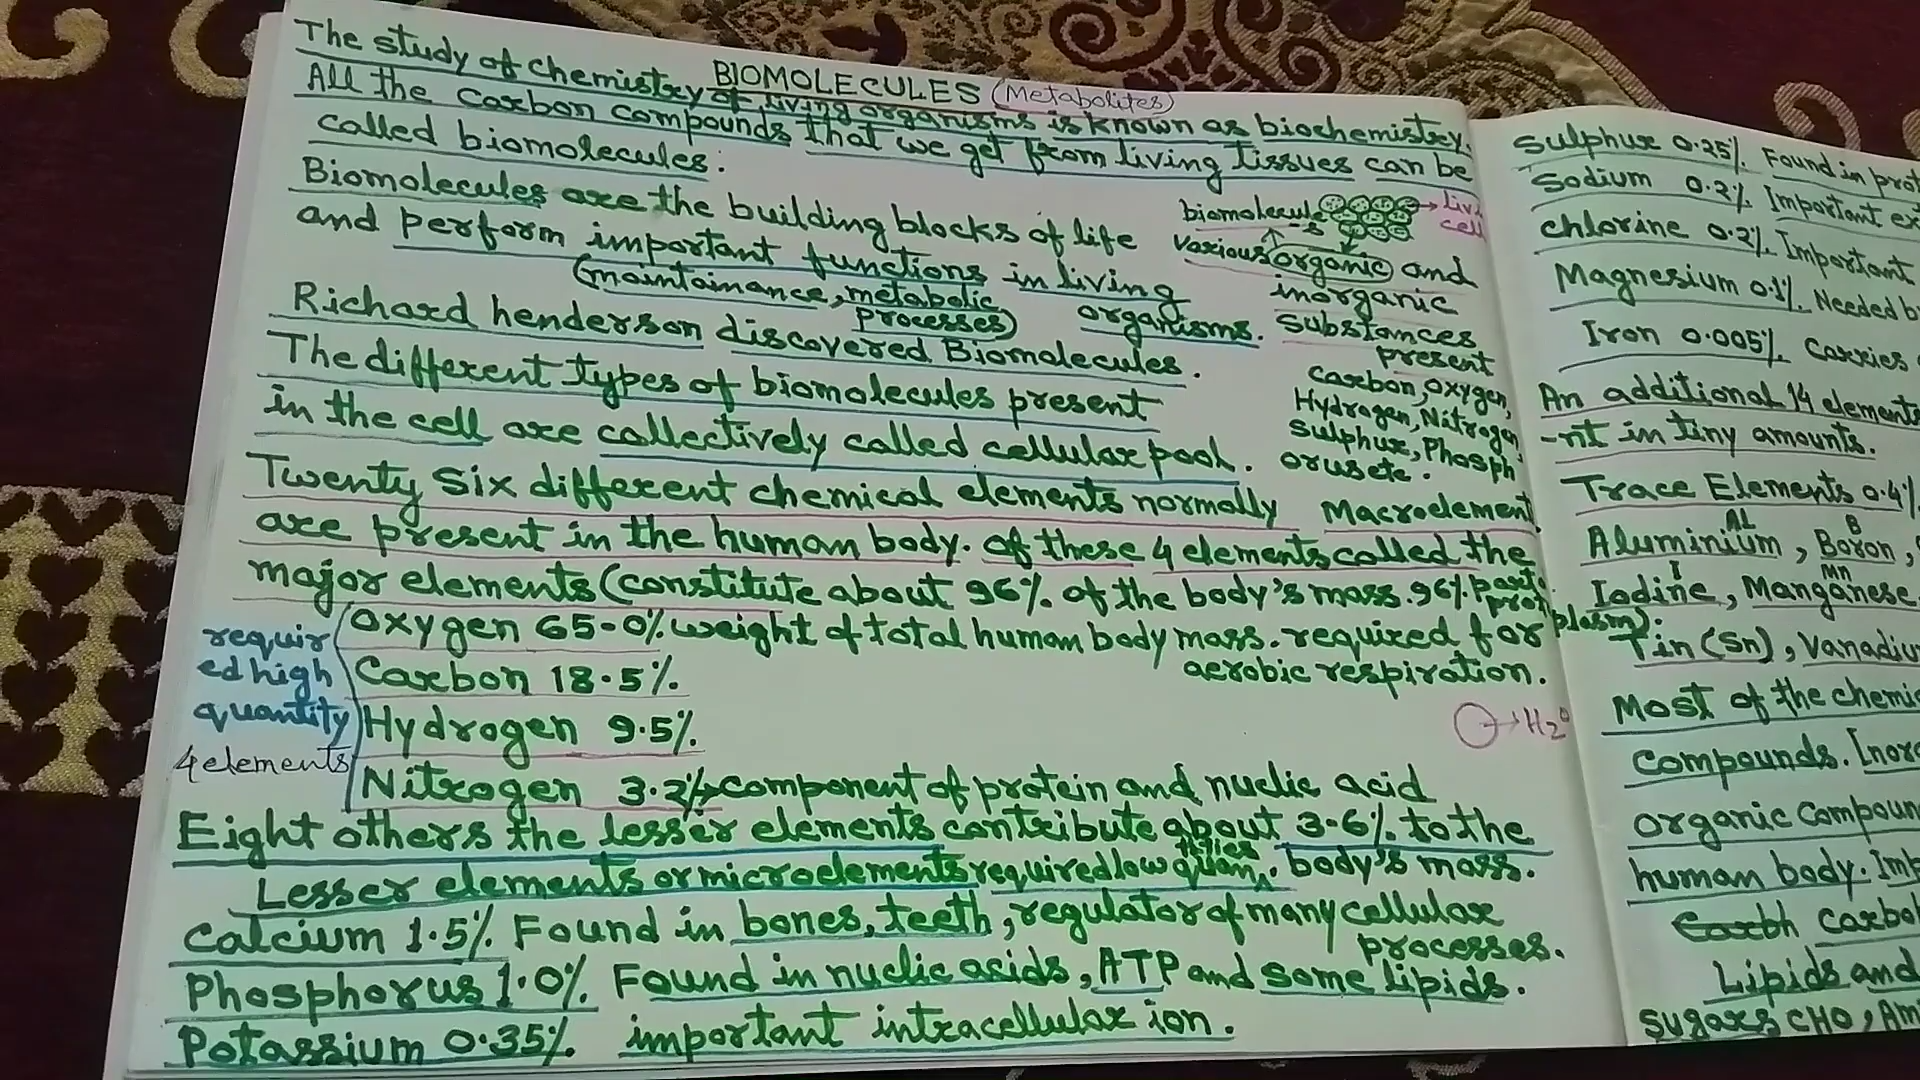 BIOMOLECULES (Metabolites)
The study of chemistry of living organisms is known as biochemistry.
All the carbon compounds that we get from living tissues can be
called biomolecules.
Biomolecules are the building blocks of life
and perform important functions in living
(maintainance, metabolic
processes) organisms.
Richard henderson discovered Biomolecules.
The different types of biomolecules present
in the cell are collectively called cellular pool.
biomolecule
-s
livi
cell
various organic and
inorganic
substances
present
carbon, oxygen,
Hydrogen, Nitrogen,
Sulphur, Phosph
orusetc.
Twenty six different chemical elements normally Macroelement.
are present in the human body. Of these 4 elements called the
major elements (constitute about 96% of the body's mass. 96% part
protoplasm).
requir
ed high
quantity
4 elements
Oxygen 65-0% weight of total human body mass. required for
aerobic respiration.
Carbon 18.5%.
Hydrogen 9.5%.
→ H2O
Nitrogen 3.2% → component of protein and nuclic acid
Eight others the lesser elements contribute about 3.6% to the
body's mass.
Lesser elements or microelements required low quantities.
Calcium 1.5%. Found in bones, teeth, regulator of many cellular
processes.
Phosphorus 1.0%. Found in nuclic acids, ATP and some lipids.
Potassium 0.35%. important intracellular ion.
Sulphur 0.25%. Found in prot
Sodium 0.2%. Important ex
chlorine 0.2%. Important
Magnesium 0.1%. Needed b
Iron 0.005%. Carries
An additional 14 elements
-nt in tiny amounts.
Trace Elements 0.4%
AL B
Aluminium, Boron,
I Mn
Iodine, Manganese
Tin (Sn), Vanadiu
Most of the chemic
compounds. Inor
organic compoun
human body. Imp
Carbh carbo
Lipids and
sugars CHO, Am